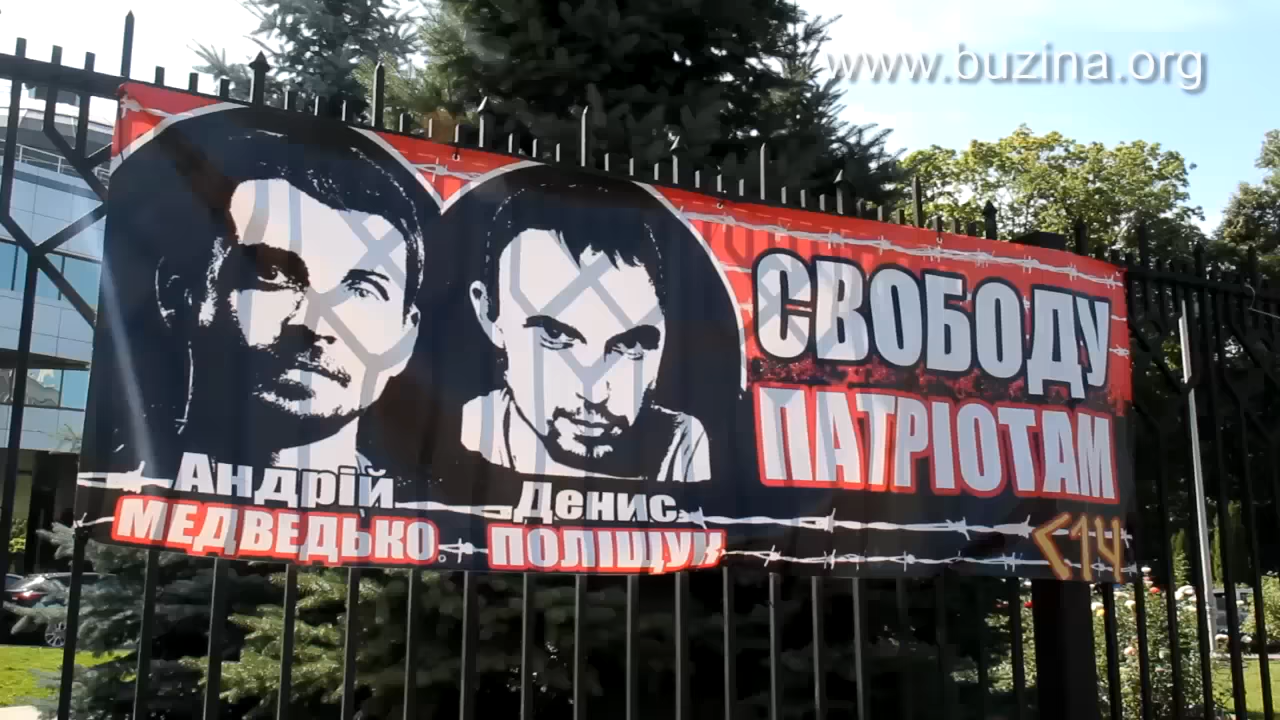 www.buzina.org
СВОБОДУ
ПАТРІОТАМ
Андрій
МЕДВЕДЬКО
Денис
ПОЛІЩУК
С14